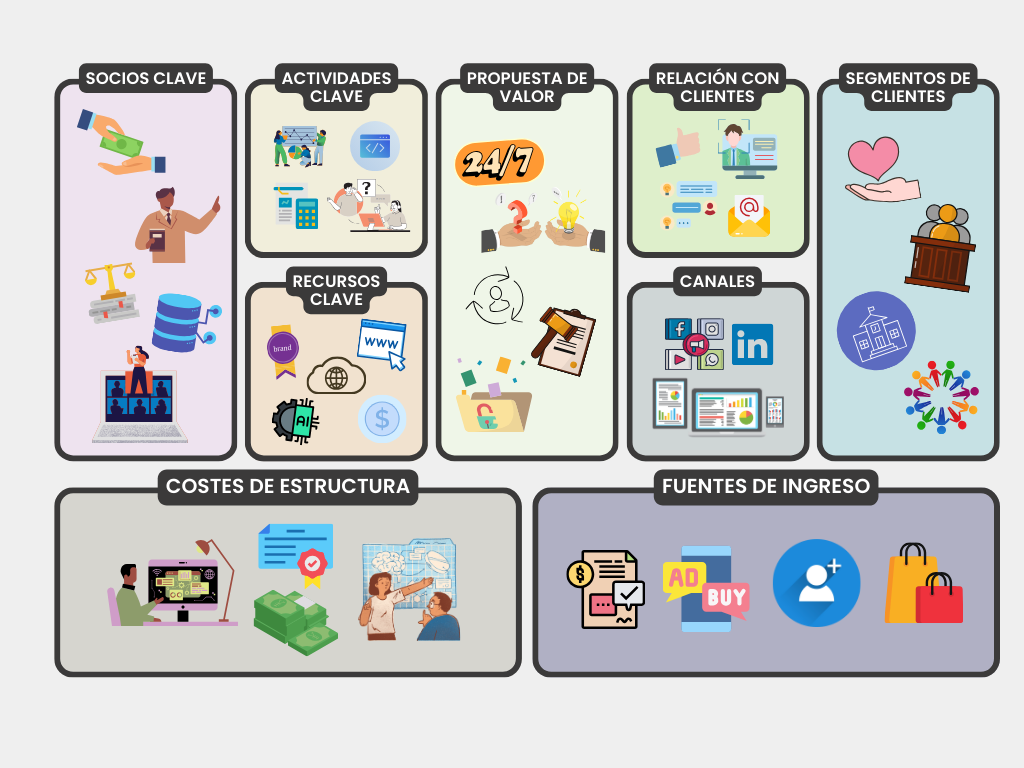 SOCIOS CLAVE
ACTIVIDADES
CLAVE
PROPUESTA DE
VALOR
RELACIÓN CON
CLIENTES
SEGMENTOS DE
CLIENTES
24/7
?
! ? ?
@
RECURSOS
CLAVE
CANALES
brand
WWW
AI
$
f
in
COSTES DE ESTRUCTURA
FUENTES DE INGRESO
$
AD
BUY